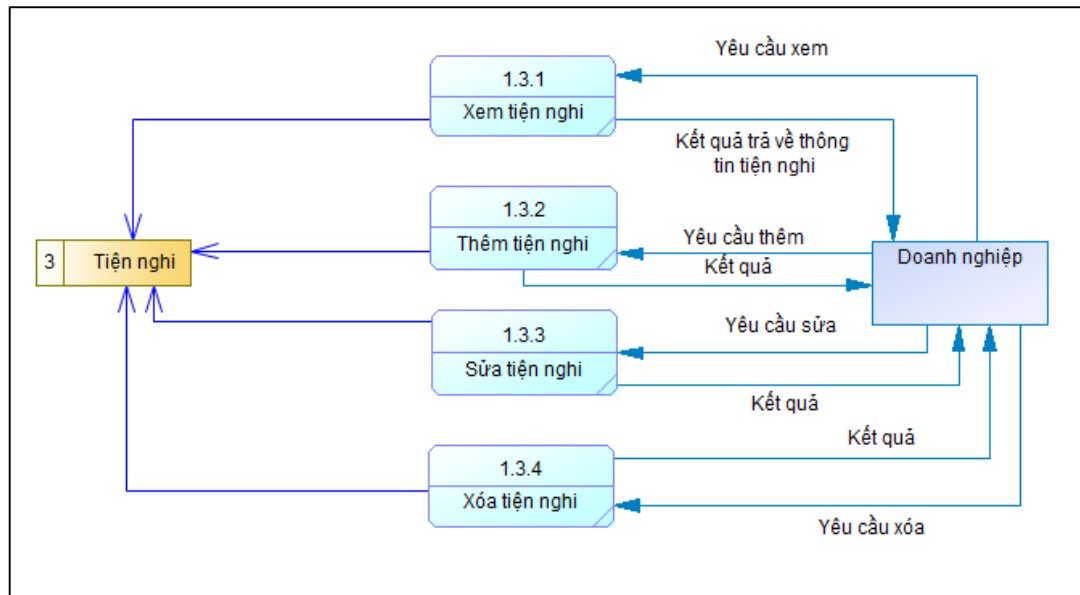 Yêu cầu xem
1.3.1
Xem tiện nghi
Kết quả trả về thông
tin tiện nghi
1.3.2
Thêm tiện nghi
Yêu cầu thêm
Kết quả
3
Tiện nghi
Doanh nghiệp
1.3.3
Sửa tiện nghi
Yêu cầu sửa
Kết quả
Kết quả
1.3.4
Xóa tiện nghi
Yêu cầu xóa